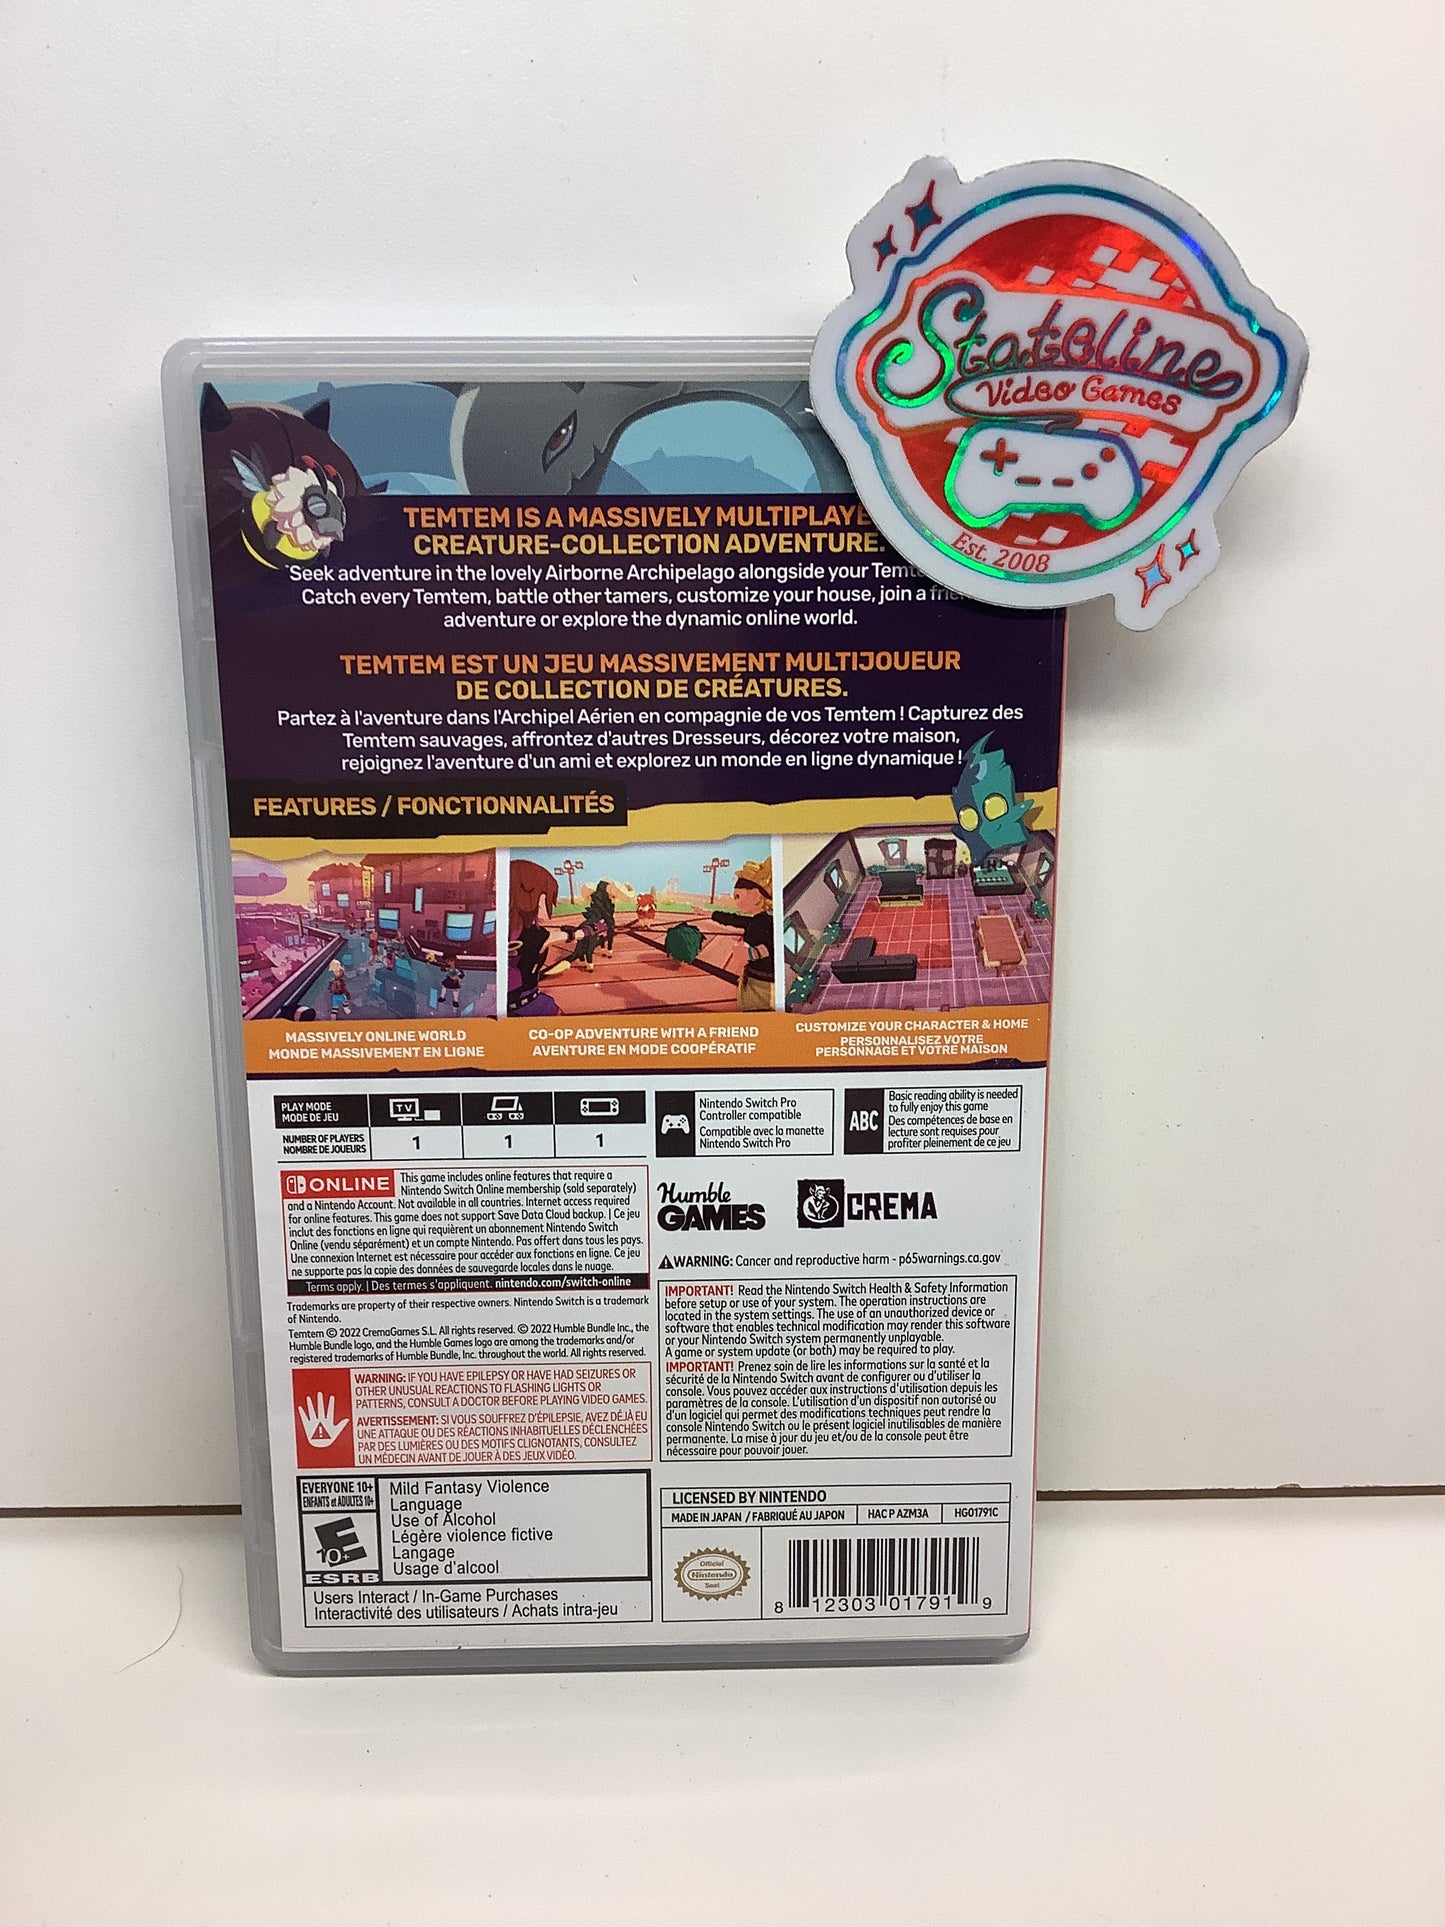 Stateline
Video Games
Est. 2008
TEMTEM IS A MASSIVELY
CREATURE-COLLECTION ADVENTURE.
Seek adventure in the lovely Airborne Archipelago alongside your
Catch every Temtem, battle other tamers, customize your house, join a
adventure or explore the dynamic online world.
TEMTEM EST UN JEU MASSIVEMENT MULTIJOUEUR
DE COLLECTION DE CRÉATURES.
Partez à l'aventure dans l'Archipel Aérien en compagnie de vos Temtem ! Capturez des
Temtem sauvages, affrontez d'autres Dresseurs, décorez votre maison,
rejoignez l'aventure d'un ami et explorez un monde en ligne dynamique !
FEATURES / FONCTIONNALITÉS
MASSIVELY ONLINE WORLD
MONDE MASSIVEMENT EN LIGNE
CO-OP ADVENTURE WITH A FRIEND
AVENTURE EN MODE COOPÉRATIF
CUSTOMIZE YOUR CHARACTER & HOME
PERSONNALISEZ VOTRE
PERSONNAGE ET VOTRE MAISON
PLAY MODE
MODE DE JEU
TV
NUMBER OF PLAYERS
NOMBRE DE JOUEURS
1 1 1
Nintendo Switch Pro
Controller compatible
Compatible avec la manette
Nintendo Switch Pro
ABC
Basic reading ability is needed
to fully enjoy this game
Des compétences de base en
lecture sont requises pour
profiter pleinement de ce jeu
ONLINE
This game includes online features that require a
Nintendo Switch Online membership (sold separately)
and a Nintendo Account. Not available in all countries. Internet access required
for online features. This game does not support Save Data Cloud backup. | Ce jeu
inclut des fonctions en ligne qui requièrent un abonnement Nintendo Switch
Online (vendu séparément) et un compte Nintendo. Pas offert dans tous les pays.
Une connexion Internet est nécessaire pour accéder aux fonctions en ligne. Ce jeu
ne supporte pas la copie des données de sauvegarde locales dans le nuage.
Terms apply. | Des termes s'appliquent. nintendo.com/switch-online
Trademarks are property of their respective owners. Nintendo Switch is a trademark
of Nintendo.
Temtem © 2022 CremaGames S.L. All rights reserved. © 2022 Humble Bundle Inc., the
Humble Bundle logo, and the Humble Games logo are among the trademarks and/or
registered trademarks of Humble Bundle, Inc. throughout the world. All rights reserved.
WARNING: IF YOU HAVE EPILEPSY OR HAVE HAD SEIZURES OR
OTHER UNUSUAL REACTIONS TO FLASHING LIGHTS OR
PATTERNS, CONSULT A DOCTOR BEFORE PLAYING VIDEO GAMES.
AVERTISSEMENT: SI VOUS SOUFFREZ D'ÉPILEPSIE, AVEZ DÉJÀ EU
UNE ATTAQUE OU DES RÉACTIONS INHABITUELLES DÉCLENCHÉES
PAR DES LUMIÈRES OU DES MOTIFS CLIGNOTANTS, CONSULTEZ
UN MÉDECIN AVANT DE JOUER À DES JEUX VIDÉO.
EVERYONE 10+
ENFANTS et ADULTES 10+
E
10+
ESRB
Mild Fantasy Violence
Language
Use of Alcohol
Légère violence fictive
Langage
Usage d'alcool
Users Interact / In-Game Purchases
Interactivité des utilisateurs / Achats intra-jeu
Humble
GAMES
CREMA
WARNING: Cancer and reproductive harm - p65warnings.ca.gov
IMPORTANT! Read the Nintendo Switch Health & Safety Information
before setup or use of your system. The operation instructions are
located in the system settings. The use of an unauthorized device or
software that enables technical modification may render this software
or your Nintendo Switch system permanently unplayable.
A game or system update (or both) may be required to play.
IMPORTANT! Prenez soin de lire les informations sur la santé et la
sécurité de la Nintendo Switch avant de configurer ou d'utiliser la
console. Vous pouvez accéder aux instructions d'utilisation depuis les
paramètres de la console. L'utilisation d'un dispositif non autorisé ou
d'un logiciel qui permet des modifications techniques peut rendre la
console Nintendo Switch ou le présent logiciel inutilisables de manière
permanente. La mise à jour du jeu et/ou de la console peut être
nécessaire pour pouvoir jouer.
LICENSED BY NINTENDO
MADE IN JAPAN / FABRIQUÉ AU JAPON HAC P AZM3A HG01791C
Official
Nintendo
Seal
8 12303 01791 9